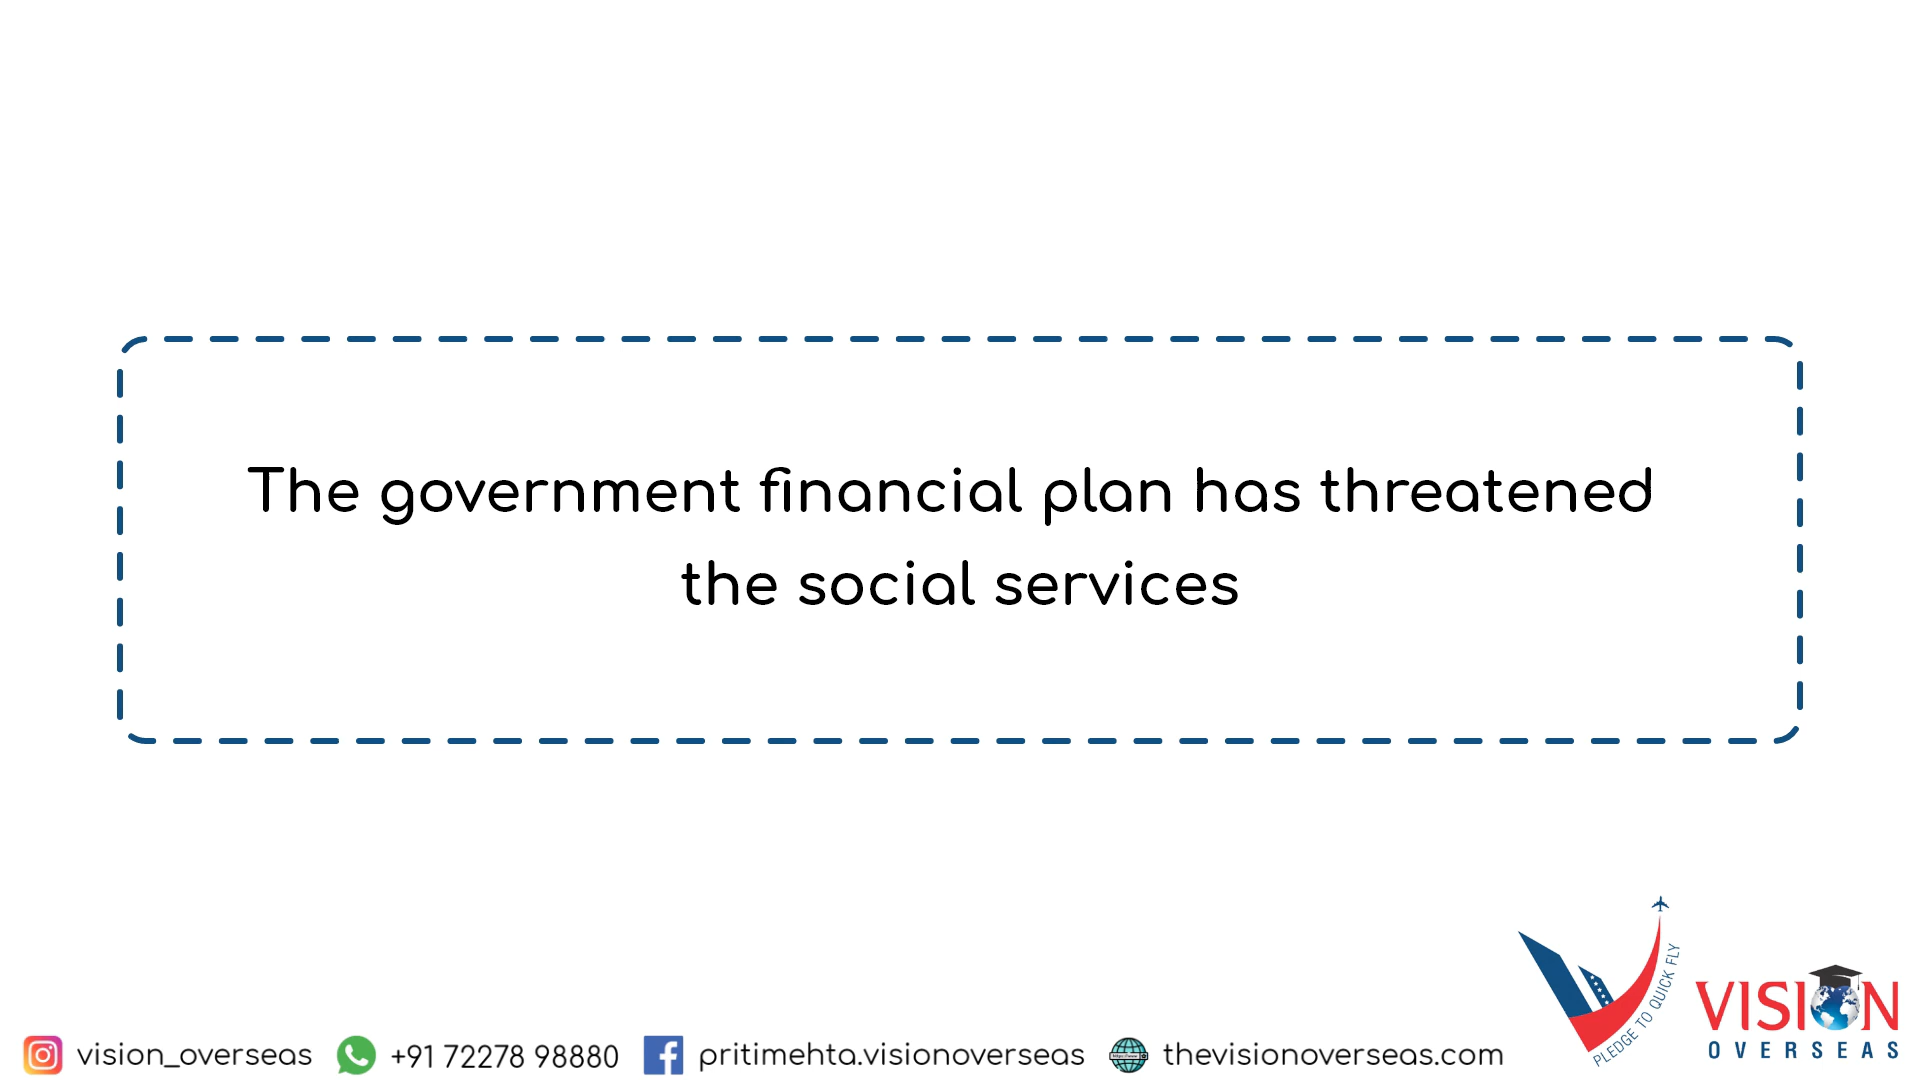 The government financial plan has threatened
the social services
PLEDGE TO QUICK FLY
VISION
OVERSEAS
vision_overseas
+91 72278 98880
pritimehta.visionoverseas
thevisionoverseas.com